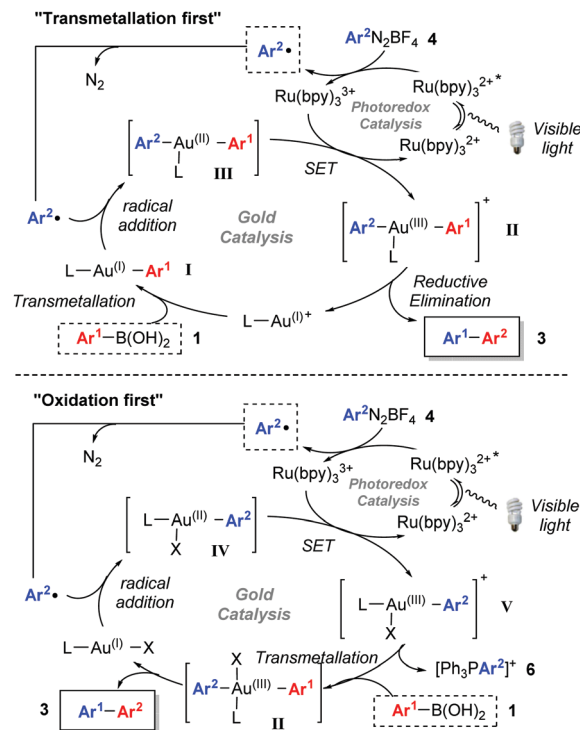 "Transmetallation first"
Ar²• Ar²N₂BF₄ 4
N₂ Ru(bpy)₃³⁺ Ru(bpy)₃²⁺*
Photoredox
Catalysis
Ru(bpy)₃²⁺ Visible
light
[Ar²–Au(II)–Ar¹]
L
III
SET
Ar²•
radical
addition
Gold
Catalysis
[Ar²–Au(III)–Ar¹]⁺ II
L
L–Au(I)–Ar¹ I
Transmetallation
Reductive
Elimination
L–Au(I)+
Ar¹–B(OH)₂ 1
Ar¹–Ar² 3
"Oxidation first"
Ar²• Ar²N₂BF₄ 4
N₂ Ru(bpy)₃³⁺ Ru(bpy)₃²⁺*
Photoredox
Catalysis
Ru(bpy)₃²⁺ Visible
light
[L–Au(II)–Ar²]
X
IV
SET
Ar²•
radical
addition
Gold
Catalysis
[L–Au(III)–Ar²]⁺ V
X
L–Au(I)–X
Transmetallation
[Ph₃PAr²]⁺
6
X
[Ar²–Au(III)–Ar¹]
L
II
3 Ar¹–Ar²
Ar¹–B(OH)₂ 1